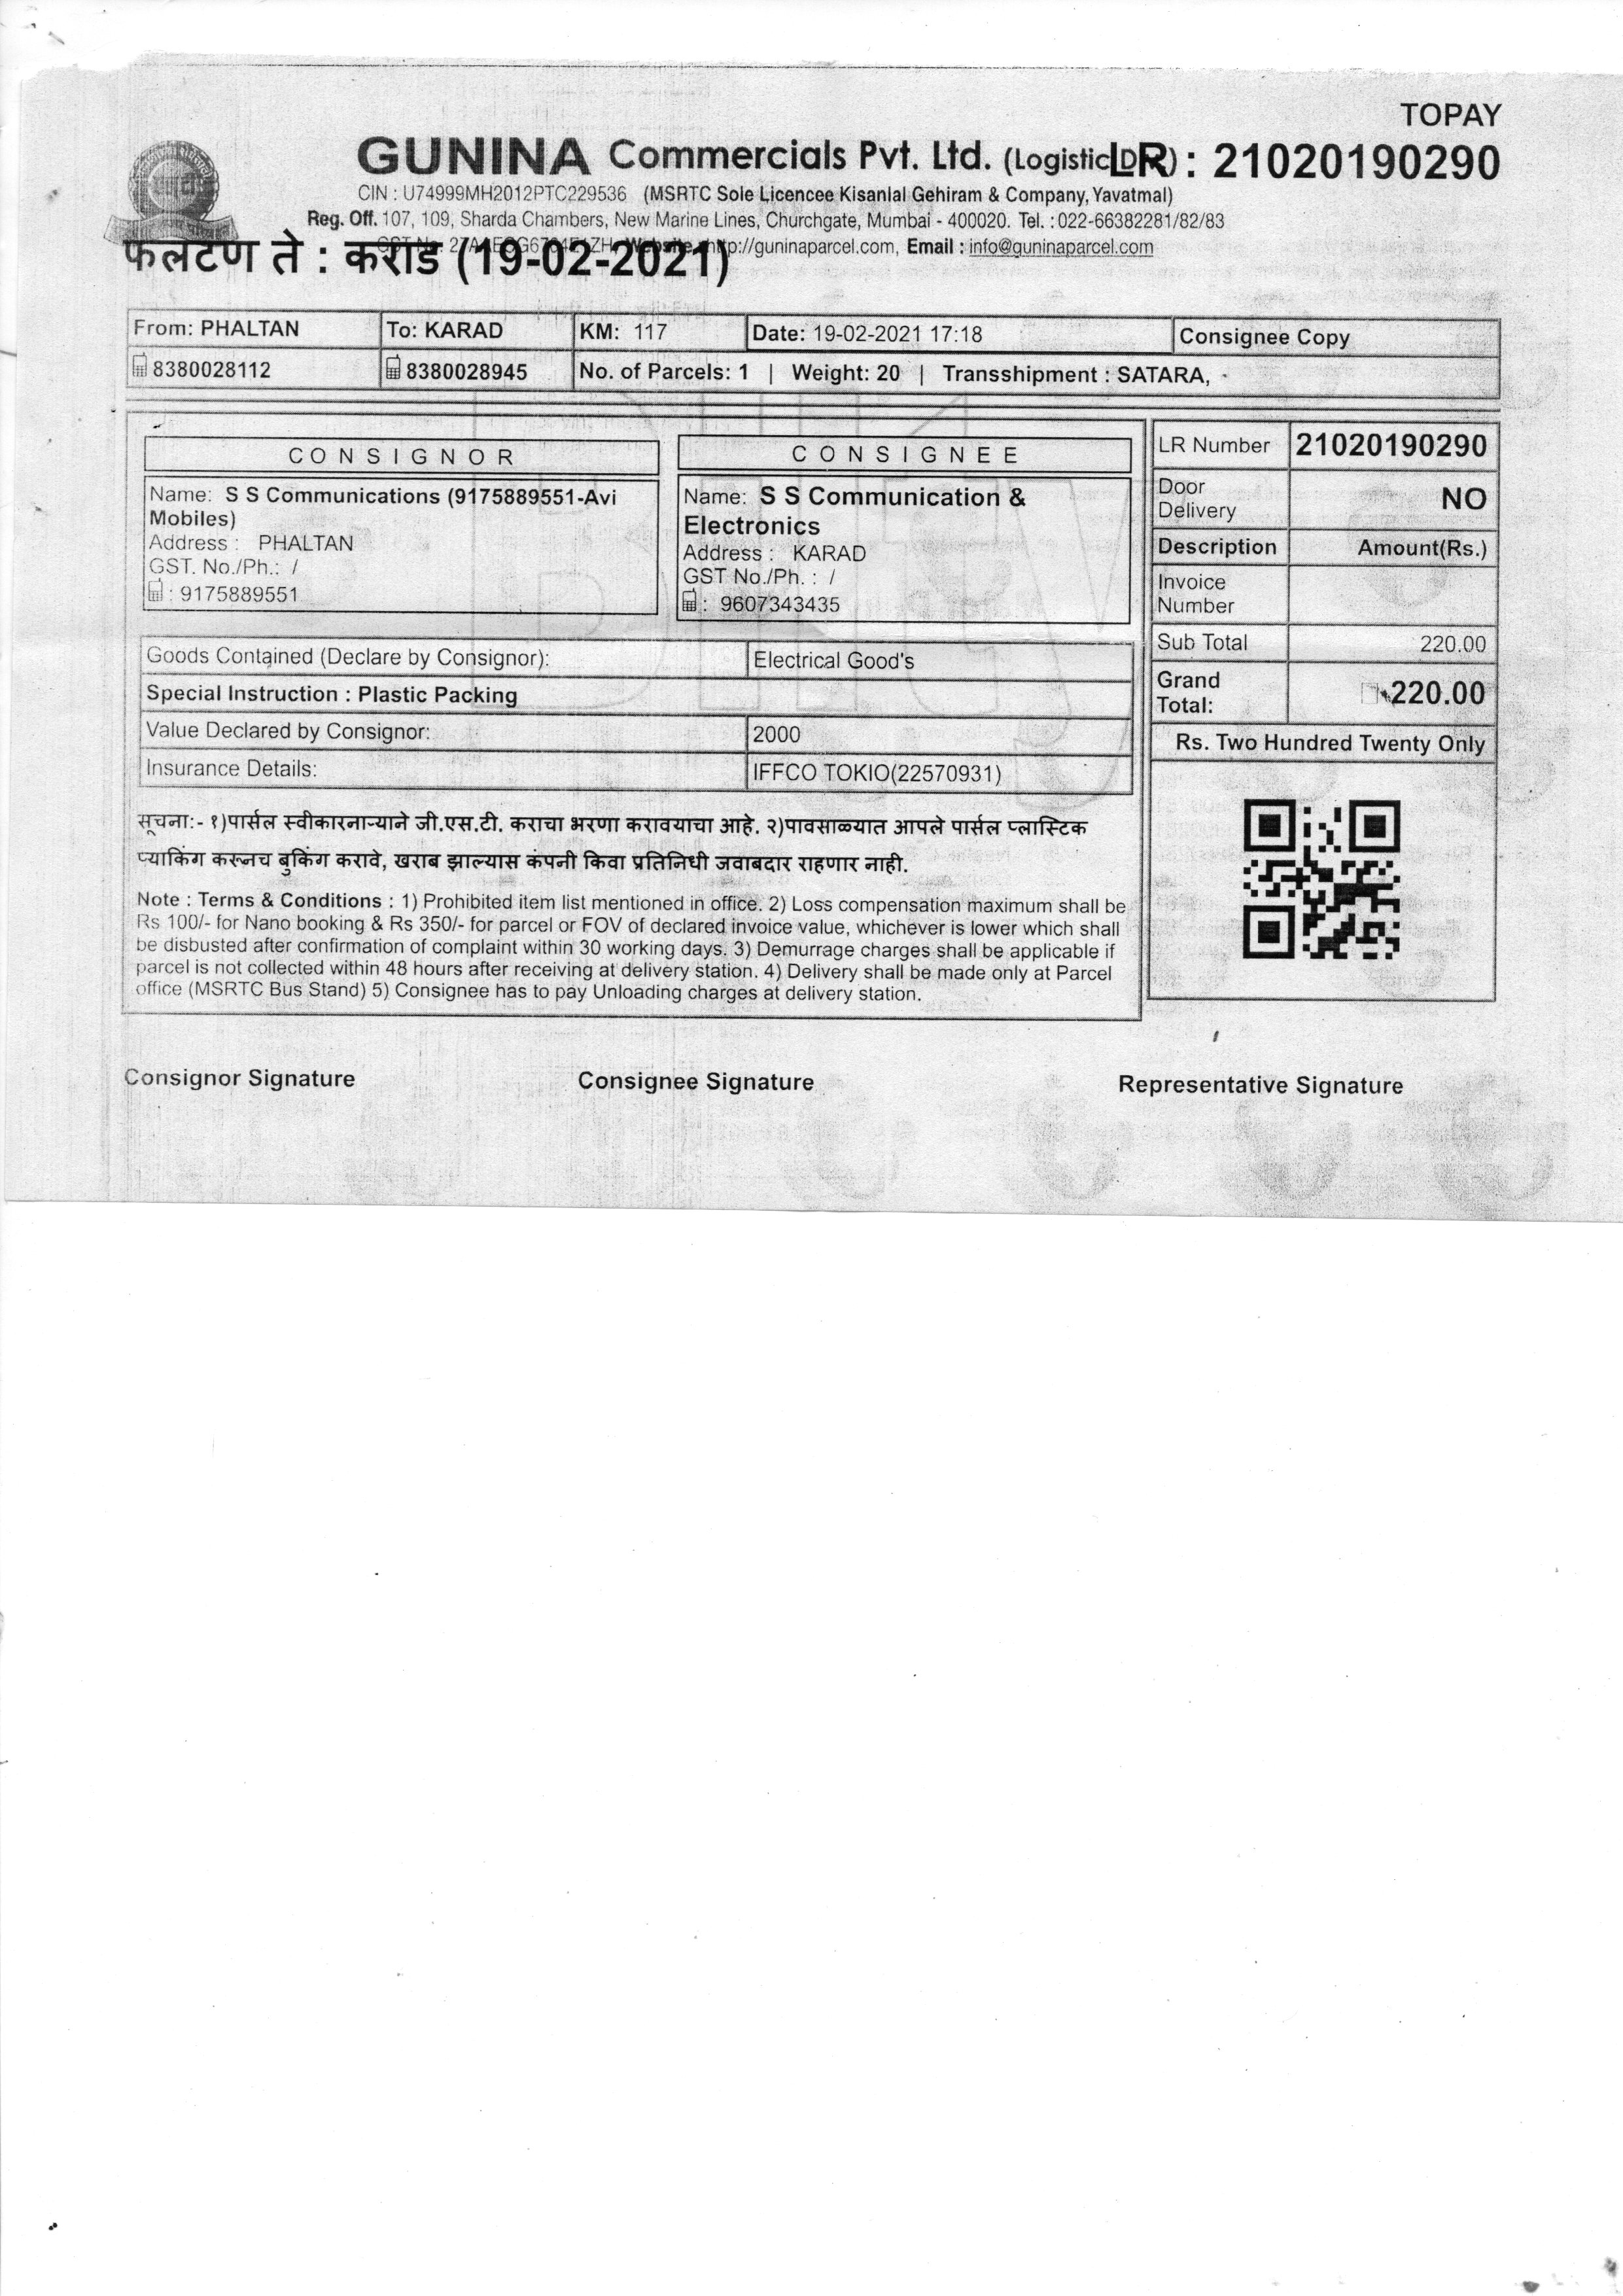 TOPAY
GUNINA Commercials Pvt. Ltd. (Logistic LR : 21020190290
CIN : U74999MH2012PTC229536 (MSRTC Sole Licencee Kisanlal Gehiram & Company, Yavatmal)
Reg. Off. 107, 109, Sharda Chambers, New Marine Lines, Churchgate, Mumbai - 400020. Tel. : 022-66382281/82/83
http://guninaparcel.com, Email : info@guninaparcel.com
फलटण ते : कराड (19-02-2021)
From: PHALTAN To: KARAD KM: 117 Date: 19-02-2021 17:18 Consignee Copy
8380028112 8380028945 No. of Parcels: 1 | Weight: 20 | Transshipment : SATARA,
CONSIGNOR
Name: S S Communications (9175889551-Avi
Mobiles)
Address : PHALTAN
GST. No./Ph.: /
: 9175889551
CONSIGNEE
Name: S S Communication &
Electronics
Address : KARAD
GST No./Ph. : /
: 9607343435
LR Number 21020190290
Door
Delivery NO
Description Amount(Rs.)
Invoice
Number
Sub Total 220.00
Grand
Total: 220.00
Rs. Two Hundred Twenty Only
Goods Contained (Declare by Consignor): Electrical Good's
Special Instruction : Plastic Packing
Value Declared by Consignor: 2000
Insurance Details: IFFCO TOKIO(22570931)
सूचना:- १)पार्सल स्वीकारनाऱ्याने जी.एस.टी. कराचा भरणा करावयाचा आहे. २)पावसाळ्यात आपले पार्सल प्लास्टिक
प्याकिंग करूनच बुकिंग करावे, खराब झाल्यास कंपनी किवा प्रतिनिधी जवाबदार राहणार नाही.
Note : Terms & Conditions : 1) Prohibited item list mentioned in office. 2) Loss compensation maximum shall be
Rs 100/- for Nano booking & Rs 350/- for parcel or FOV of declared invoice value, whichever is lower which shall
be disbusted after confirmation of complaint within 30 working days. 3) Demurrage charges shall be applicable if
parcel is not collected within 48 hours after receiving at delivery station. 4) Delivery shall be made only at Parcel
office (MSRTC Bus Stand) 5) Consignee has to pay Unloading charges at delivery station.
Consignor Signature Consignee Signature Representative Signature